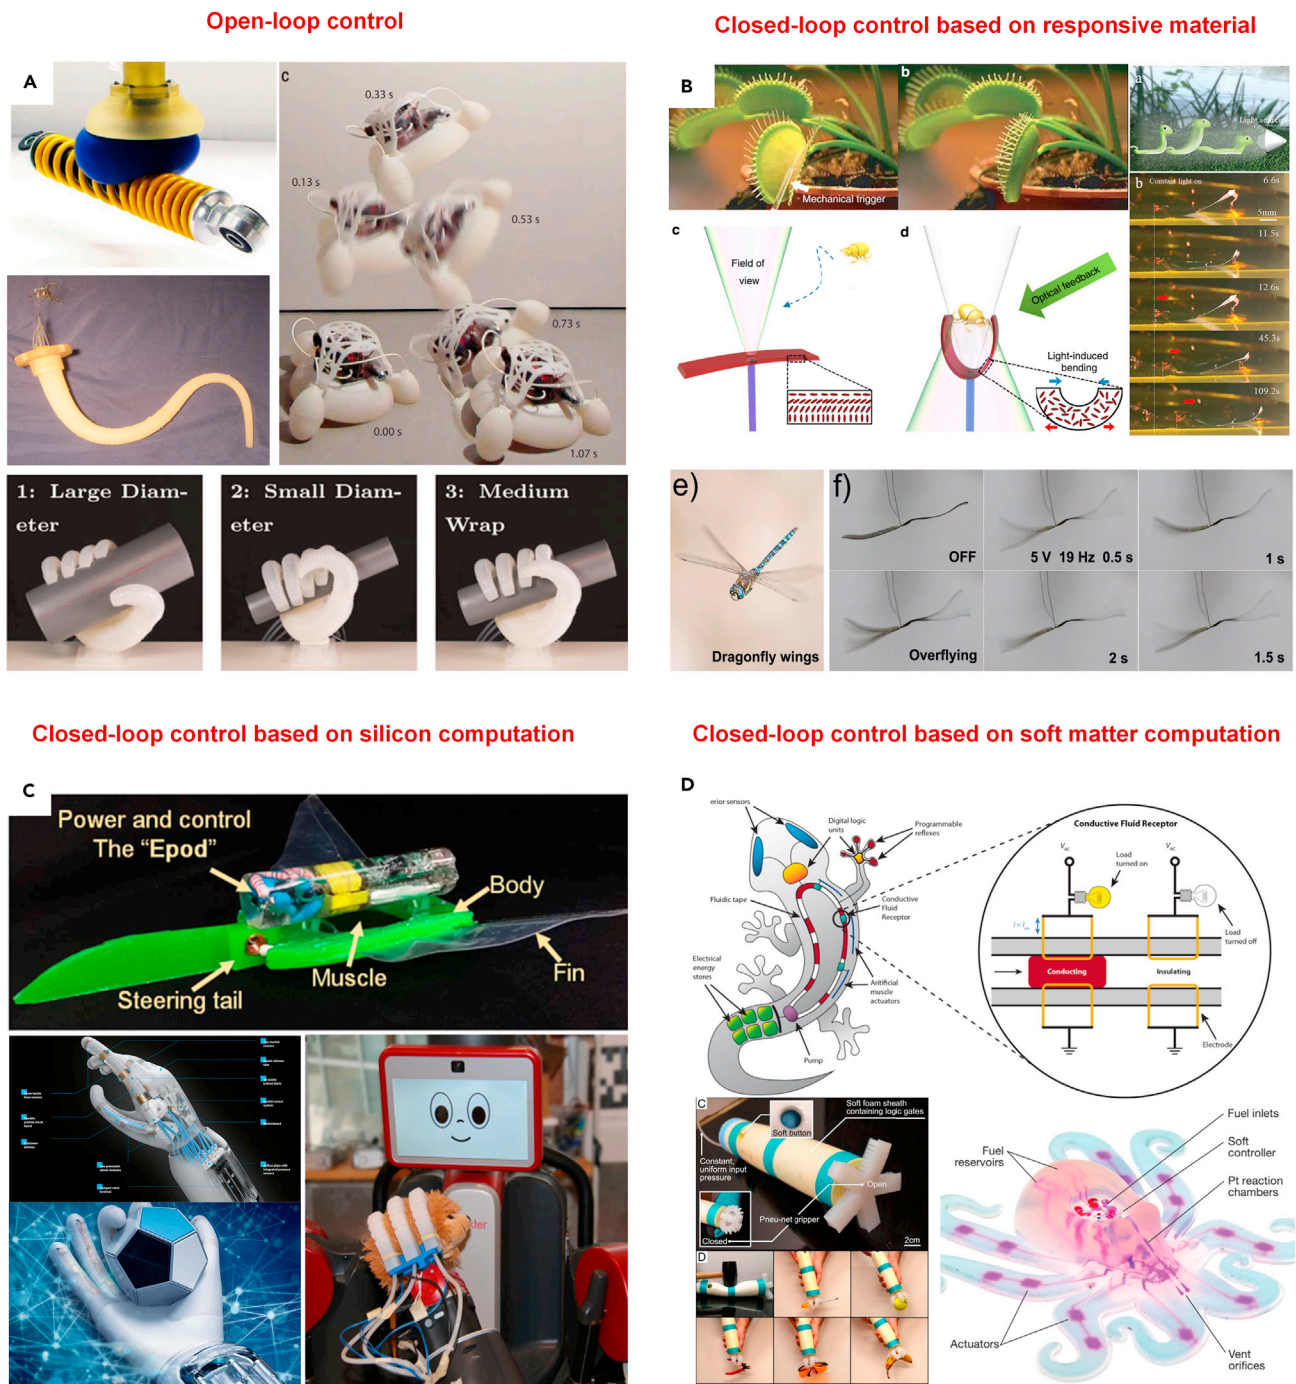 Open-loop control
Closed-loop control based on responsive material
A
c
0.33 s
0.13 s
0.53 s
0.73 s
0.00 s
1.07 s
1: Large Diam-
eter
2: Small Diam-
eter
3: Medium
Wrap
B
b
Mechanical trigger
a
Light source
b
Constant light on
6.6s
5mm
11.5s
12.6s
45.3s
109.2s
c
Field of
view
d
Optical feedback
Light-induced
bending
e)
Dragonfly wings
f)
OFF
5 V 19 Hz 0.5 s
1 s
Overflying
2 s
1.5 s
Closed-loop control based on silicon computation
Closed-loop control based on soft matter computation
C
Power and control
The “Epod”
Body
Muscle
Fin
Steering tail
D
erior sensors
Digital logic
units
Programmable
reflexes
Fluidic tape
Conductive
Fluid
Receptor
Electrical
energy
stores
Aritificial
muscle
actuators
Pump
Conductive Fluid Receptor
VAC
VAC
Load
turned on
Load
turned off
Conducting
Insulating
Electrode
C
Soft button
Soft foam sheath
containing logic gates
Constant,
uniform input
pressure
Open
Pneu-net gripper
Closed
2cm
D
Fuel inlets
Fuel
reservoirs
Soft
controller
Pt reaction
chambers
Actuators
Vent
orifices